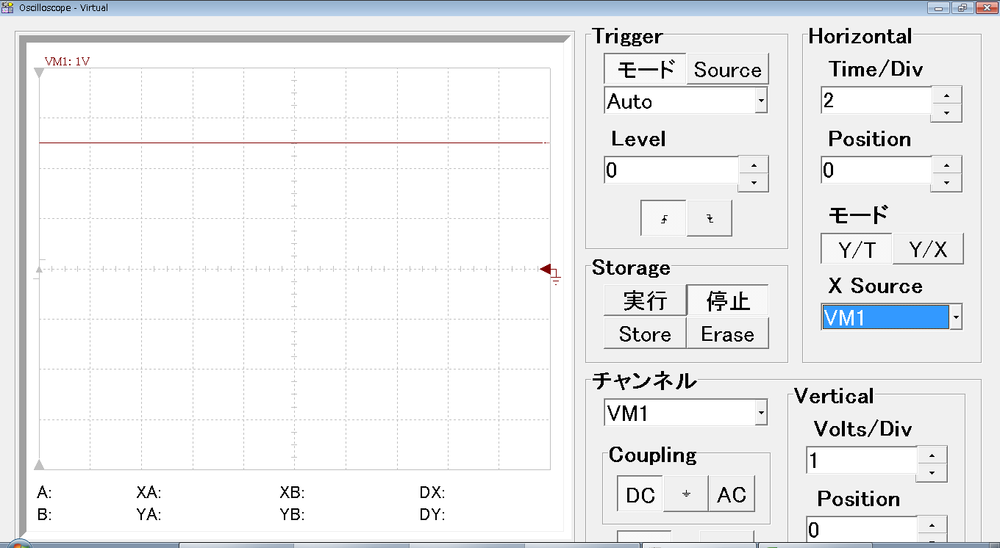 Oscilloscope - Virtual
VM1: 1V
A: XA: XB: DX:
B: YA: YB: DY:
Trigger
モード Source
Auto
Level
0
Storage
実行 停止
Store Erase
Horizontal
Time/Div
2
Position
0
モード
Y/T Y/X
X Source
VM1
チャンネル
VM1
Coupling
DC AC
Vertical
Volts/Div
1
Position
0